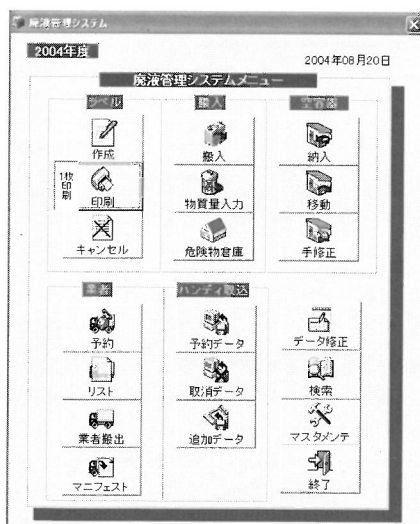 廃液管理システム
2004年度
2004年08月20日
廃液管理システムメニュー
ラベル
作成
1枚印刷
印刷
キャンセル
搬入
搬入
物質量入力
危険物倉庫
空容器
納入
移動
手修正
業者
予約
リスト
業者搬出
マニフェスト
ハンディ取込
予約データ
取消データ
追加データ
データ修正
検索
マスタメンテ
終了